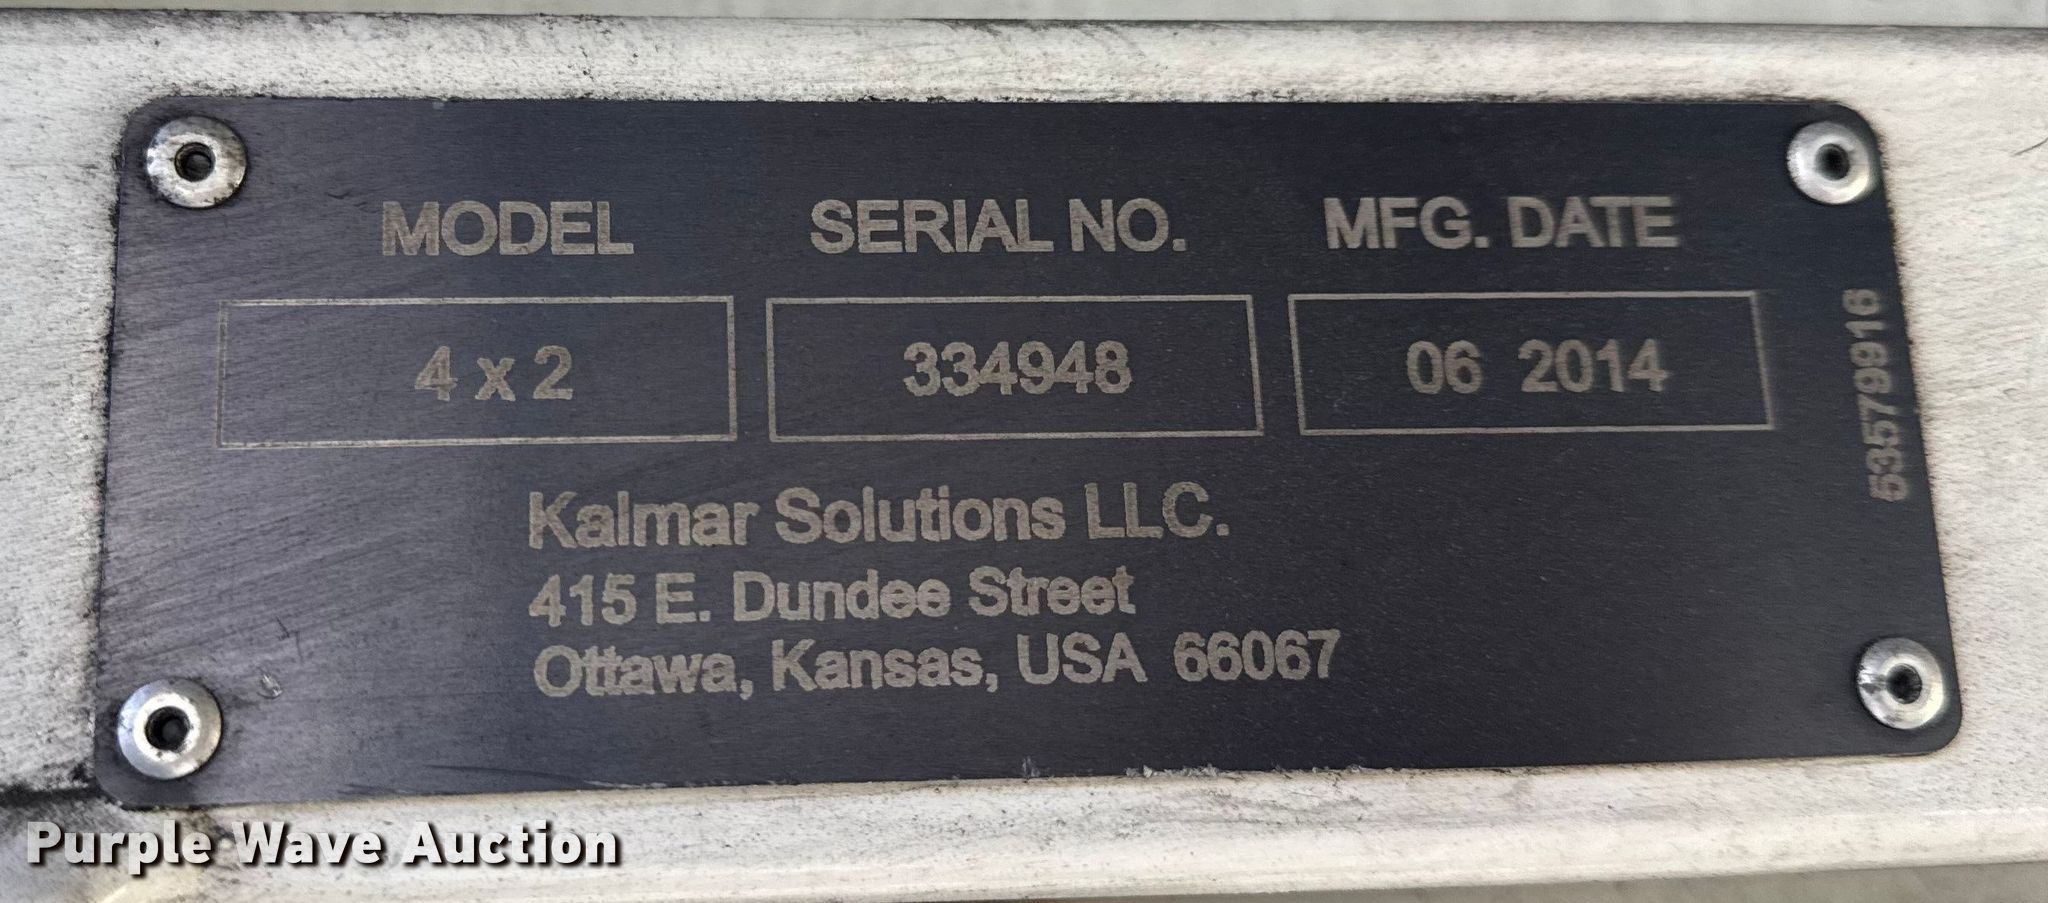 MODEL SERIAL NO. MFG. DATE
4 x 2 334948 06 2014
Kalmar Solutions LLC.
415 E. Dundee Street
Ottawa, Kansas, USA 66067
53579916
Purple Wave Auction